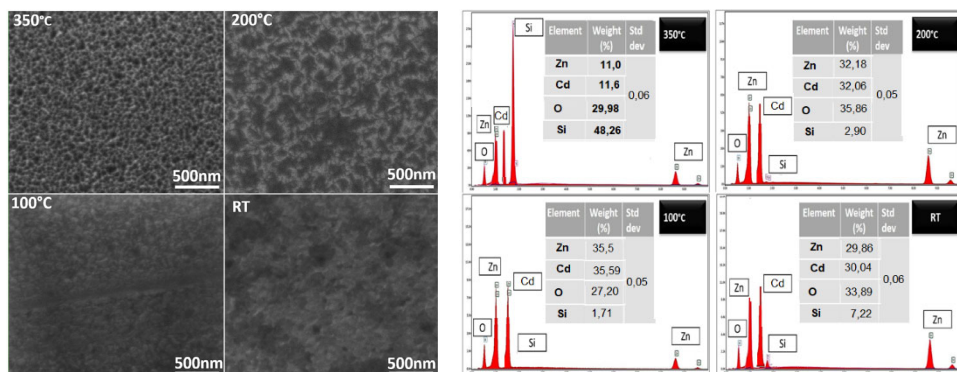 350°C
200°C
500nm
500nm
100°C
RT
500nm
500nm
Si
Element Weight (%) Std dev
Zn 11,0
Cd 11,6
O 29,98
Si 48,26
0,06
350°C
Zn
Cd
O
Zn
Element Weight (%) Std dev
Zn 32,18
Cd 32,06
O 35,86
Si 2,90
0,05
200°C
Zn
Cd
O
Si
Zn
Element Weight (%) Std dev
Zn 35,5
Cd 35,59
O 27,20
Si 1,71
0,05
100°C
Zn
Cd
O
Si
Zn
Element Weight (%) Std dev
Zn 29,86
Cd 30,04
O 33,89
Si 7,22
0,06
RT
Zn
Cd
O
Si
Zn